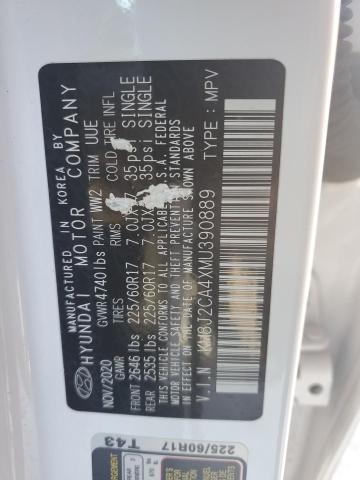 MANUFACTURED IN KOREA BY
HYUNDAI MOTOR COMPANY
GVWR 4740 lbs PAINT WW2 TRIM UUE
NOV/2020 GAWR TIRES RIMS COLD TIRE INFL
FRONT 2646 lbs 225/60R17 7.0JX17 35psi SINGLE
REAR 2535 lbs 225/60R17 7.0JX17 35psi SINGLE
THIS VEHICLE CONFORMS TO ALL APPLICABLE U.S.A. FEDERAL
MOTOR VEHICLE SAFETY AND THEFT PREVENTION STANDARDS
IN EFFECT ON THE DATE OF MANUFACTURE SHOWN ABOVE
V.I.N KM8J2CA4XMU390889 TYPE: MPV
225/60R17 T43